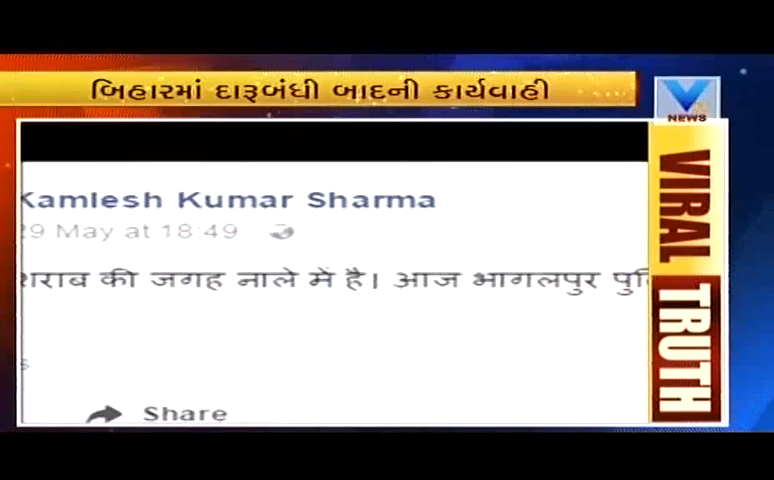 બિહારમાં દારૂબંધી બાદની કાર્યવાહી
NEWS
VIRAL TRUTH
Kamlesh Kumar Sharma
29 May at 18:49
शराब की जगह नाले में है। आज भागलपुर
Share